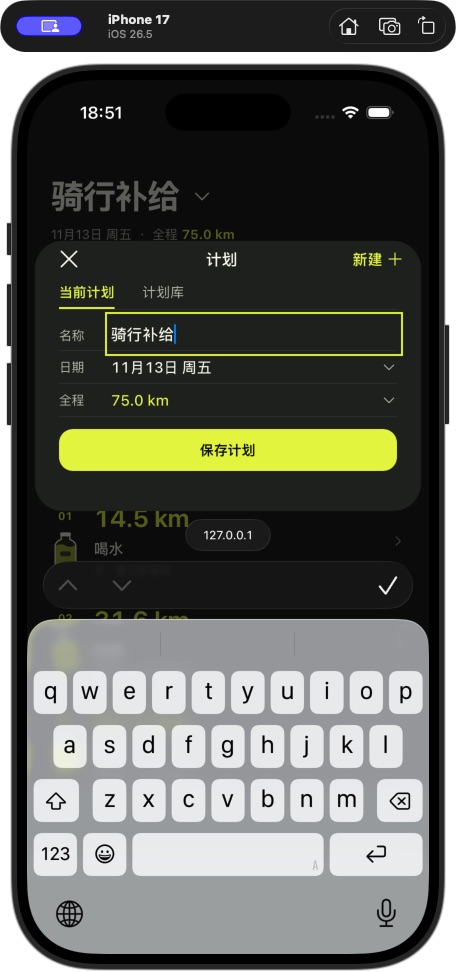 iPhone 17
iOS 26.5
18:51
骑行补给
11月13日 周五 · 全程 75.0 km
计划
新建
当前计划 计划库
名称 骑行补给
日期 11月13日 周五
全程 75.0 km
保存计划
01 14.5 km
喝水
127.0.0.1
02 31.6 km
q w e r t y u i o p
a s d f g h j k l
z x c v b n m
123
A